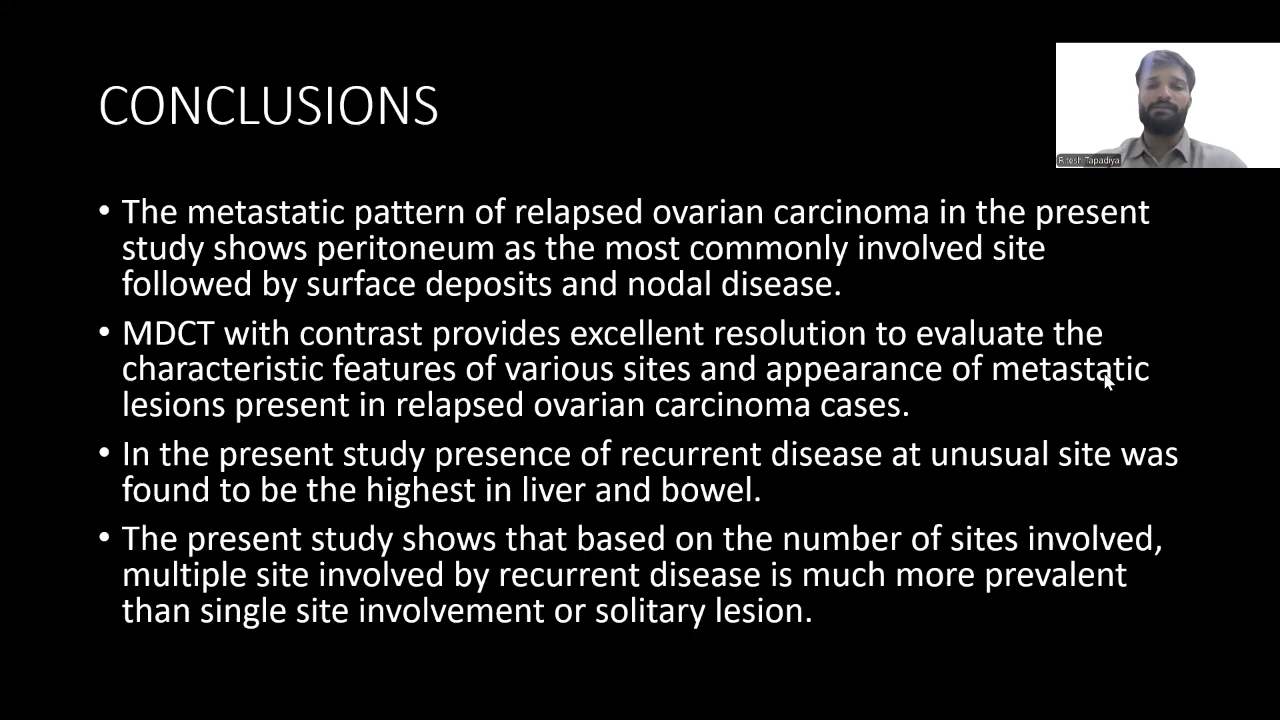 CONCLUSIONS
Ritesh Tapadiya
• The metastatic pattern of relapsed ovarian carcinoma in the present
study shows peritoneum as the most commonly involved site
followed by surface deposits and nodal disease.
• MDCT with contrast provides excellent resolution to evaluate the
characteristic features of various sites and appearance of metastatic
lesions present in relapsed ovarian carcinoma cases.
• In the present study presence of recurrent disease at unusual site was
found to be the highest in liver and bowel.
• The present study shows that based on the number of sites involved,
multiple site involved by recurrent disease is much more prevalent
than single site involvement or solitary lesion.